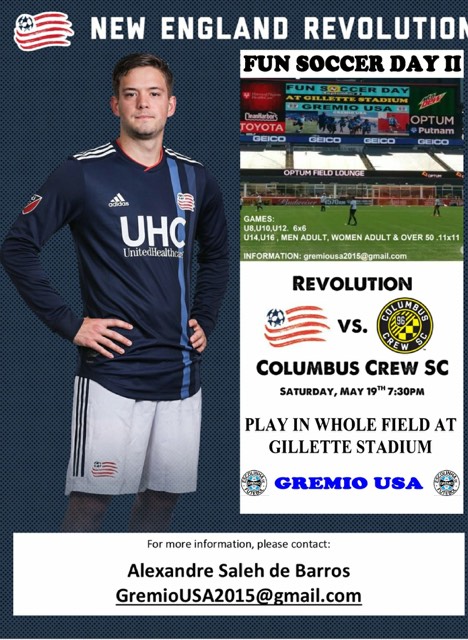 NEW ENGLAND REVOLUTION
FUN SOCCER DAY II
FUN SOCCER DAY
AT GILLETTE STADIUM
GREMIO USA
TOYOTA
OPTUM
Putnam
GEICO GEICO GEICO
OPTUM FIELD LOUNGE
GAMES:
U8,U10,U12. 6x6
U14,U16 , MEN ADULT, WOMEN ADULT & OVER 50 .11x11
INFORMATION: gremiousa2015@gmail.com
adidas
UHC
UnitedHealthcare
REVOLUTION
VS.
COLUMBUS
96
CREW SC
COLUMBUS CREW SC
SATURDAY, MAY 19TH 7:30PM
PLAY IN WHOLE FIELD AT
GILLETTE STADIUM
GREMIO USA
For more information, please contact:
Alexandre Saleh de Barros
GremioUSA2015@gmail.com